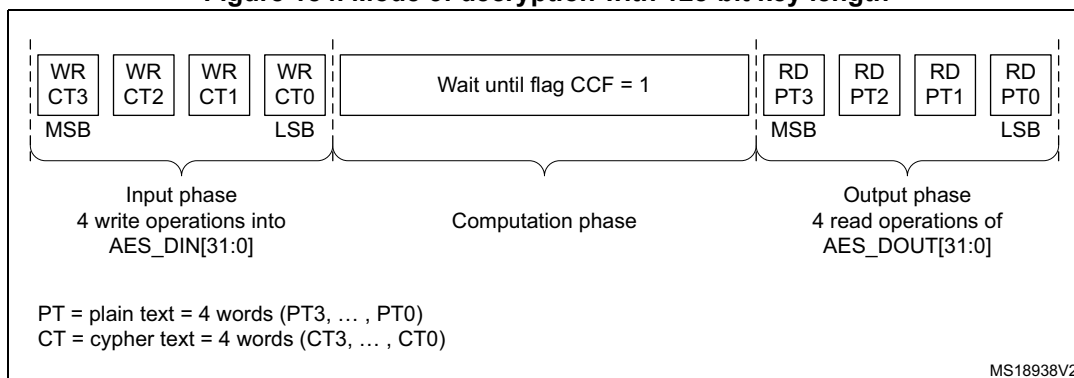 WR CT3 WR CT2 WR CT1 WR CT0 Wait until flag CCF = 1 RD PT3 RD PT2 RD PT1 RD PT0
MSB LSB MSB LSB
Input phase
4 write operations into
AES_DIN[31:0]
Computation phase
Output phase
4 read operations of
AES_DOUT[31:0]
PT = plain text = 4 words (PT3, … , PT0)
CT = cypher text = 4 words (CT3, … , CT0)
MS18938V2